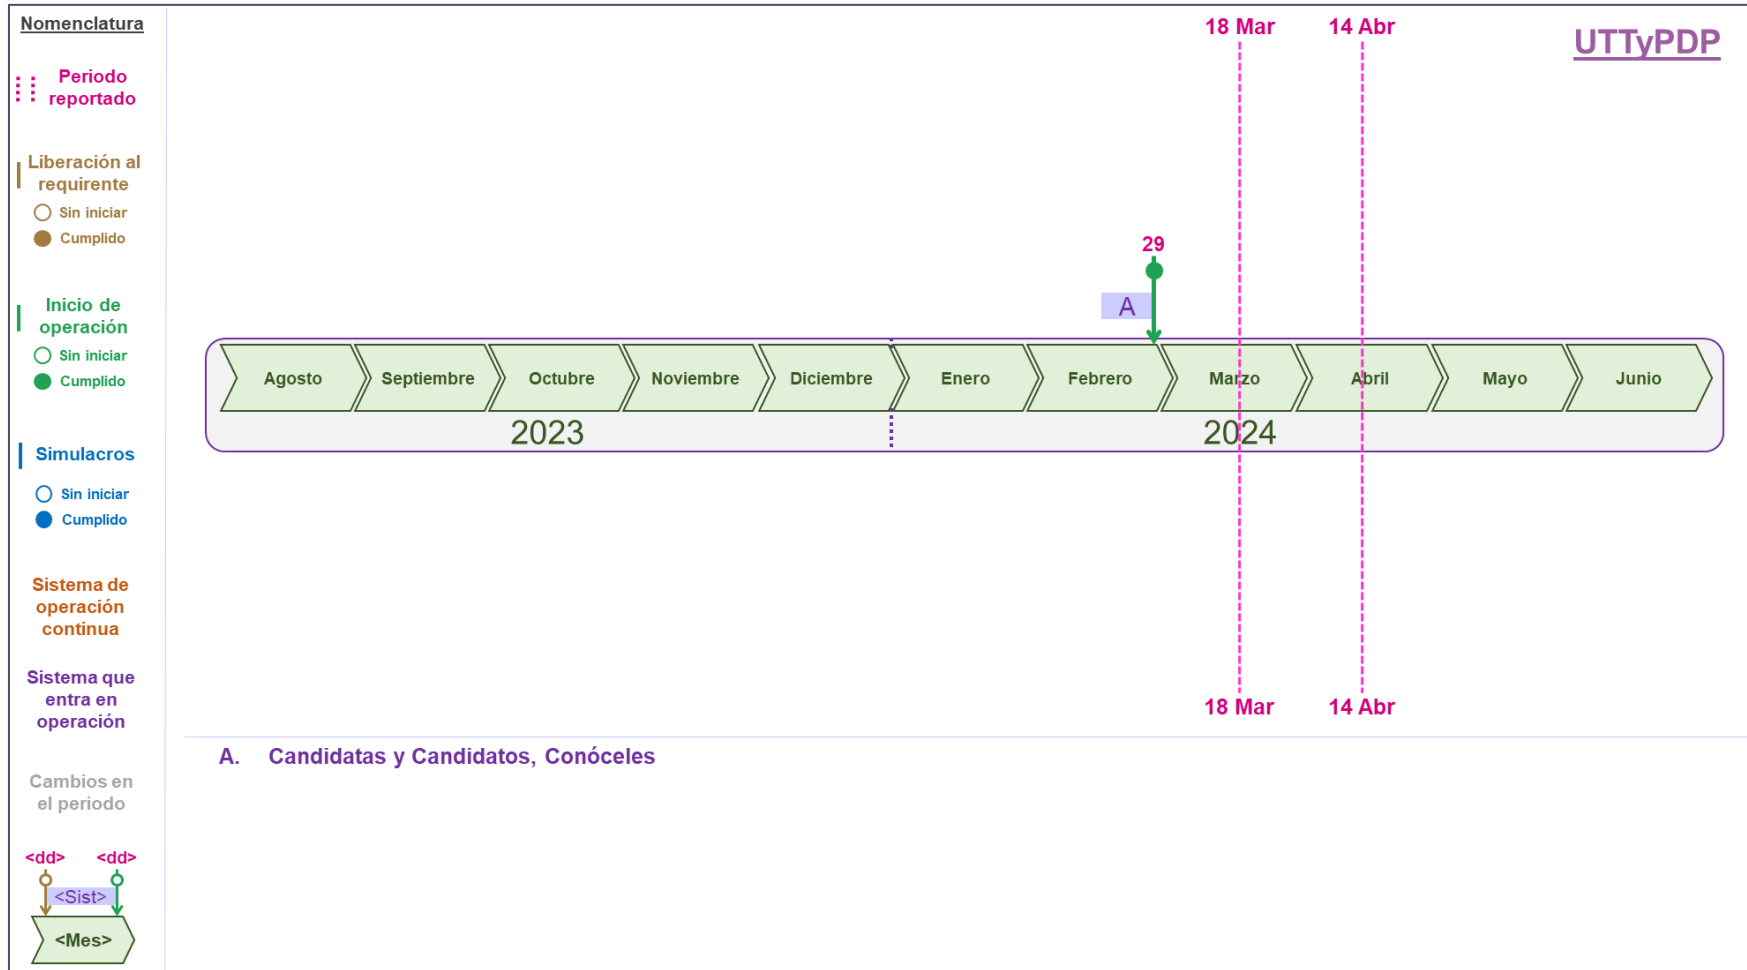 Nomenclatura
Periodo
reportado
Liberación al
requirente
Sin iniciar
Cumplido
Inicio de
operación
Sin iniciar
Cumplido
Simulacros
Sin iniciar
Cumplido
Sistema de
operación
continua
Sistema que
entra en
operación
Cambios en
el periodo
<dd> <dd>
<Sist>
<Mes>
18 Mar 14 Abr
UTTyPDP
29
A
Agosto Septiembre Octubre Noviembre Diciembre Enero Febrero Marzo Abril Mayo Junio
2023 2024
18 Mar 14 Abr
A. Candidatas y Candidatos, Conóceles